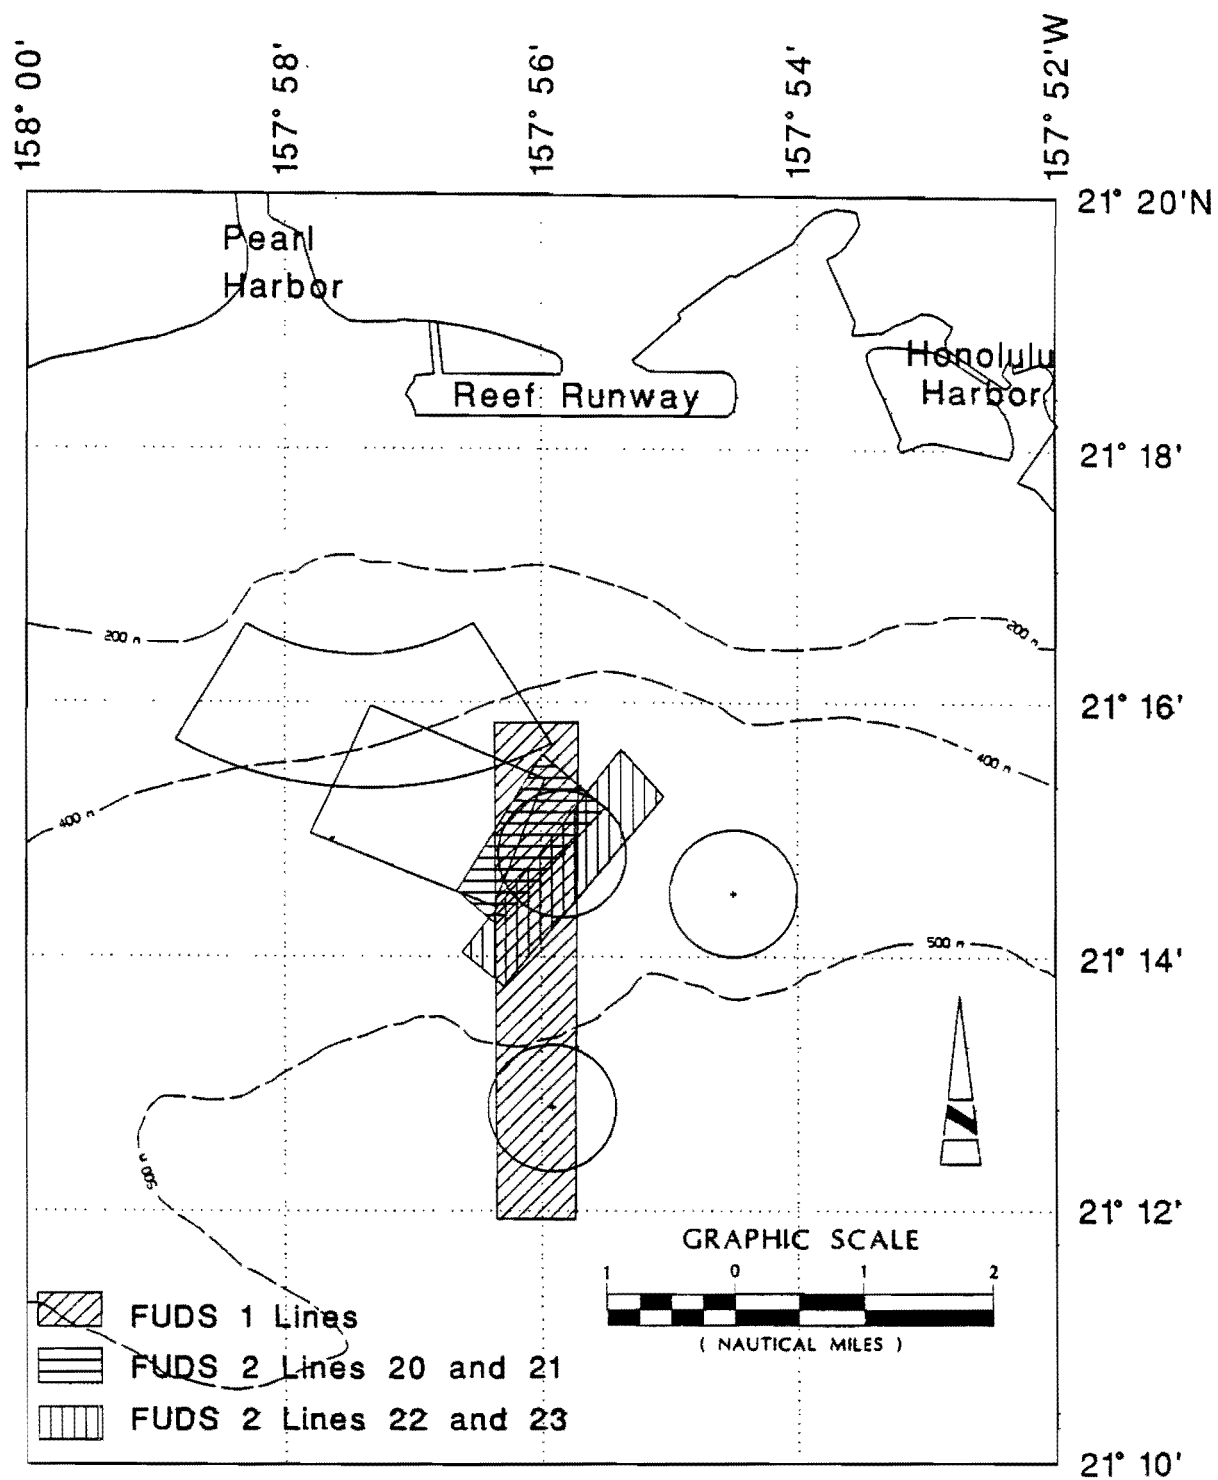 158° 00'
157° 58'
157° 56'
157° 54'
157° 52'W
21° 20'N
Pearl
Harbor
Honolulu
Harbor
Reef Runway
21° 18'
200 m
200 m
21° 16'
400 m
400 m
500 m
21° 14'
500 m
21° 12'
GRAPHIC SCALE
1 0 1 2
( NAUTICAL MILES )
FUDS 1 Lines
FUDS 2 Lines 20 and 21
FUDS 2 Lines 22 and 23
21° 10'